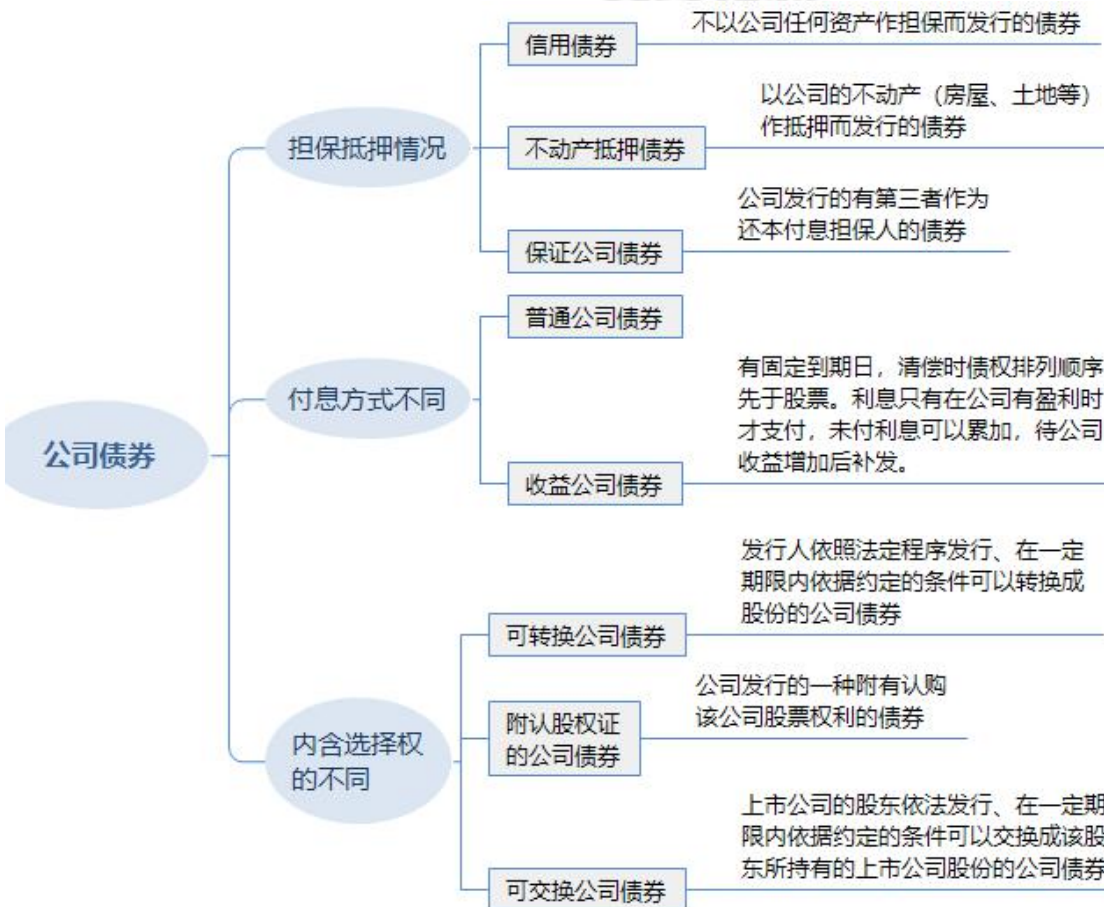 公司债券
担保抵押情况
信用债券
不以公司任何资产作担保而发行的债券
不动产抵押债券
以公司的不动产（房屋、土地等）
作抵押而发行的债券
保证公司债券
公司发行的有第三者作为
还本付息担保人的债券
付息方式不同
普通公司债券
收益公司债券
有固定到期日，清偿时债权排列顺序
先于股票。利息只有在公司有盈利时
才支付，未付利息可以累加，待公司
收益增加后补发。
内含选择权
的不同
可转换公司债券
发行人依照法定程序发行、在一定
期限内依据约定的条件可以转换成
股份的公司债券
附认股权证
的公司债券
公司发行的一种附有认购
该公司股票权利的债券
可交换公司债券
上市公司的股东依法发行、在一定期
限内依据约定的条件可以交换成该股
东所持有的上市公司股份的公司债券